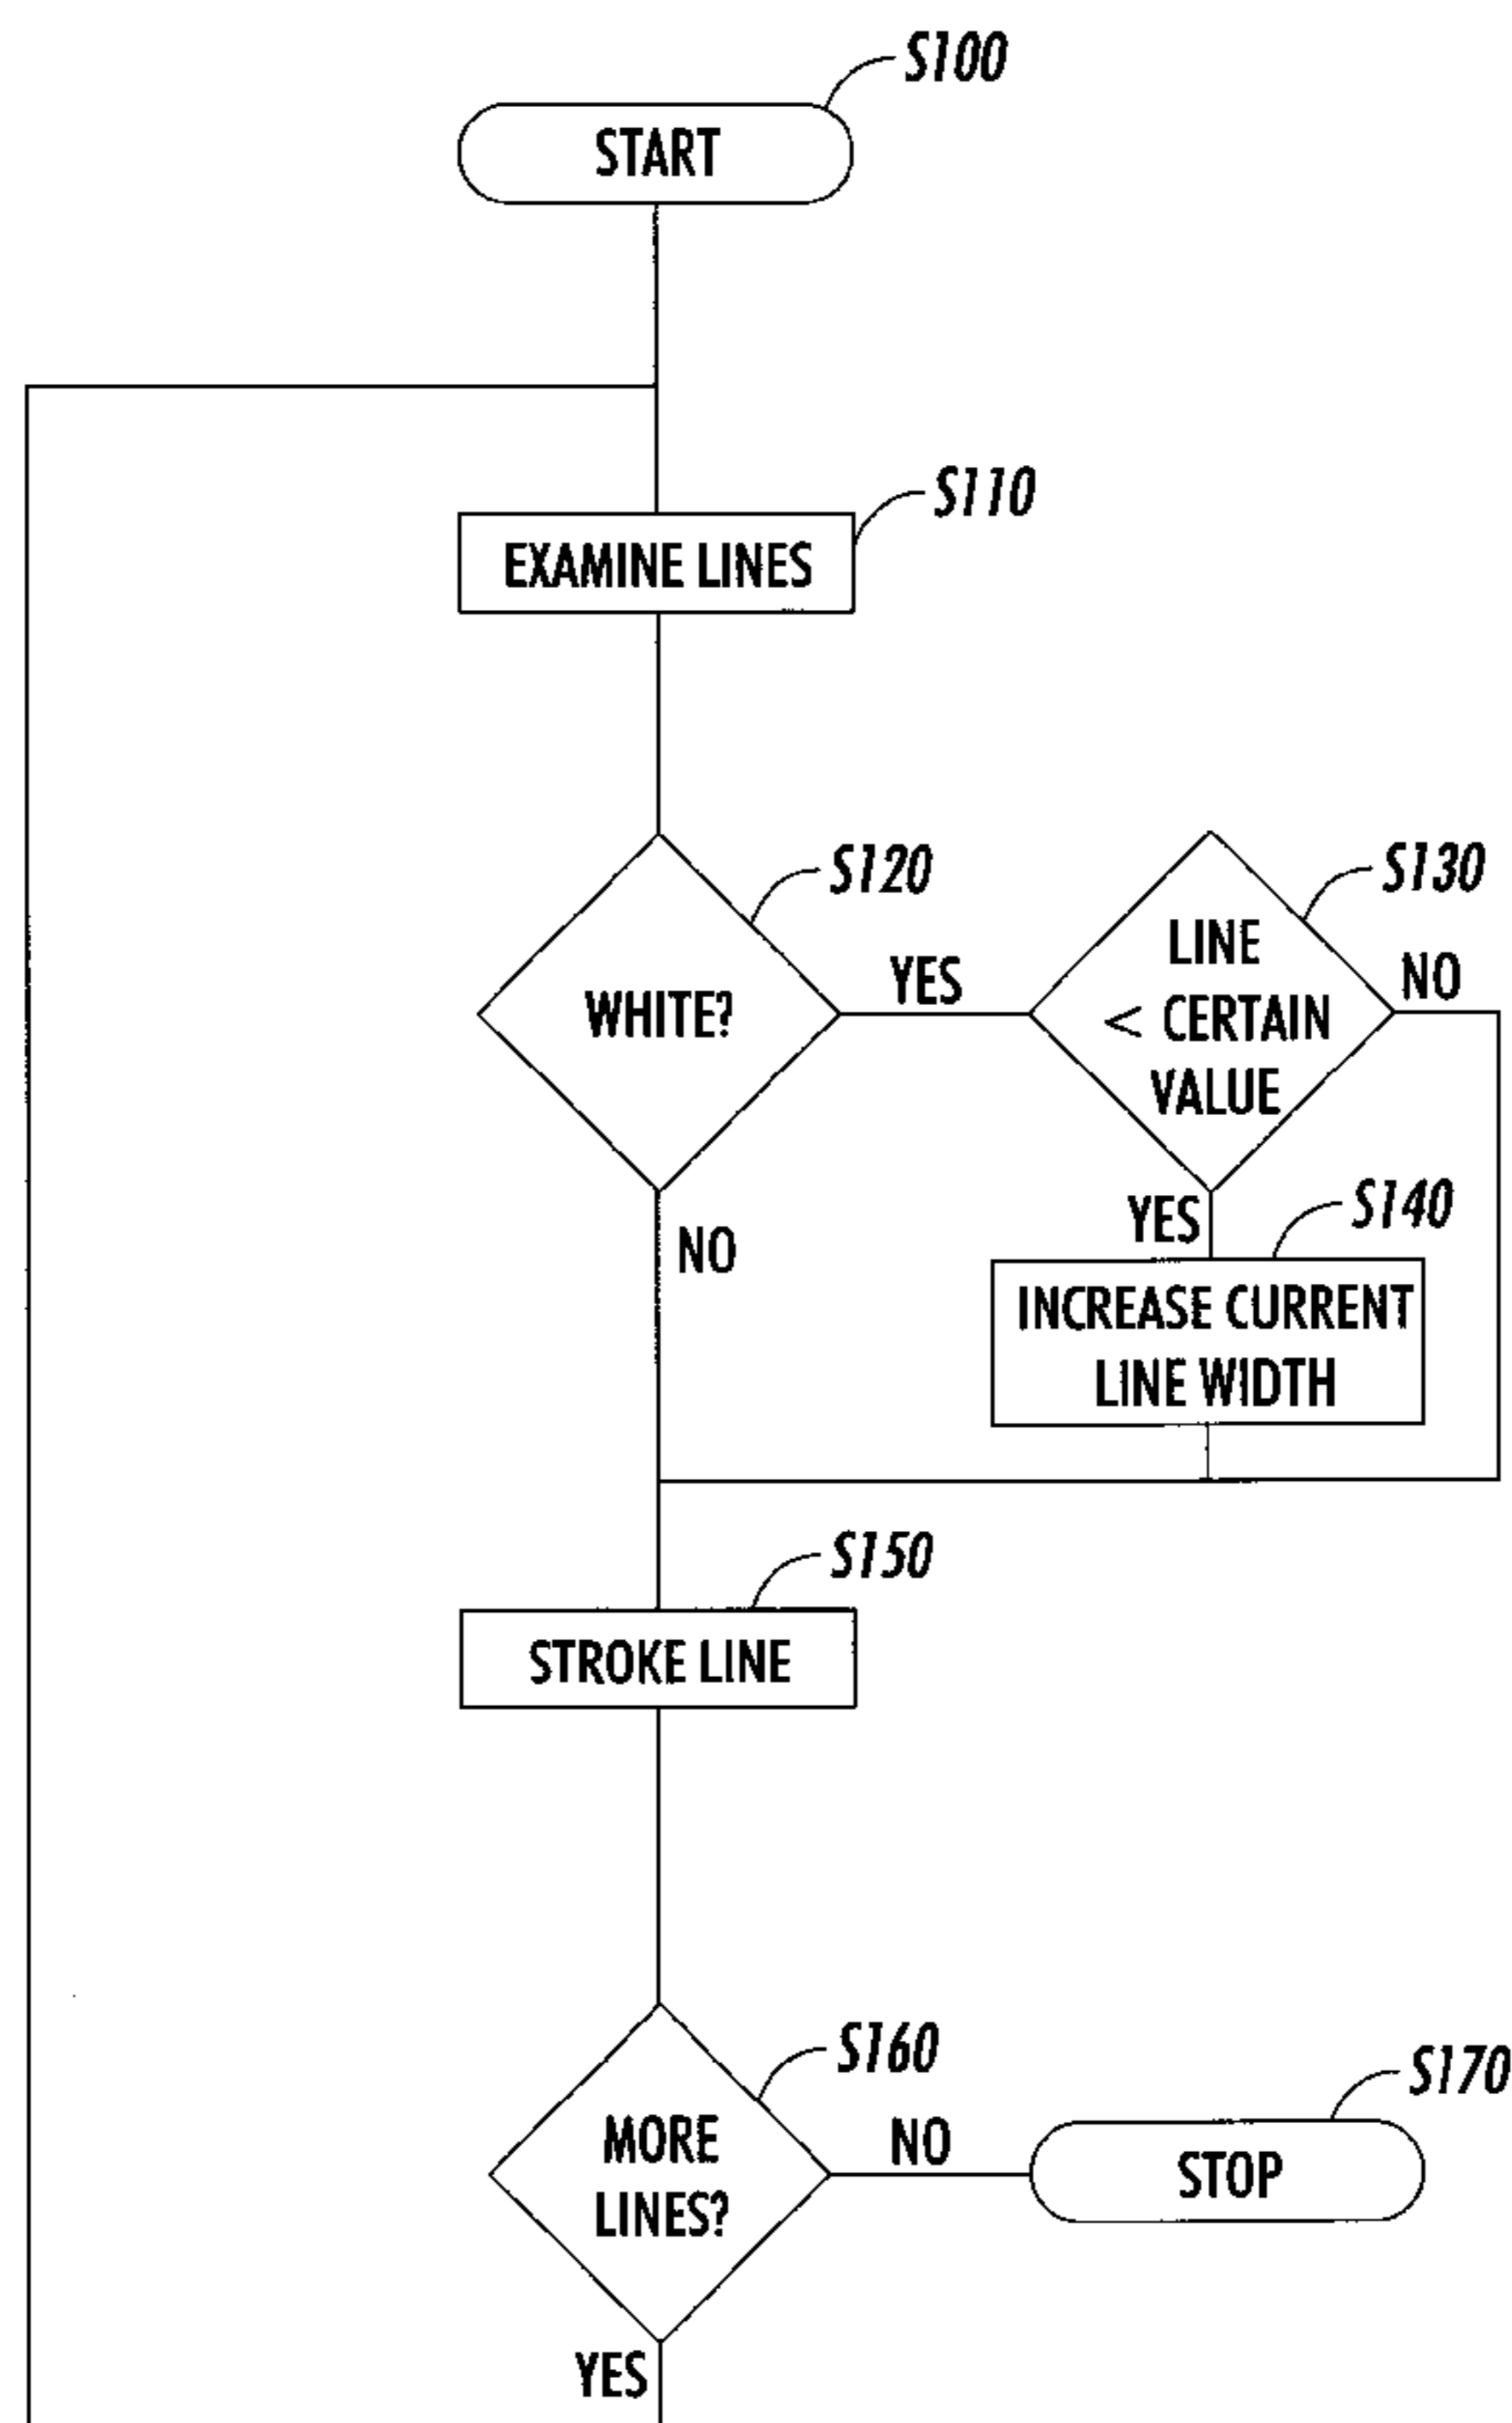 S100
START
S110
EXAMINE LINES
S120
WHITE?
YES
NO
S130
LINE
< CERTAIN
VALUE
NO
YES
S140
INCREASE CURRENT
LINE WIDTH
S150
STROKE LINE
S160
MORE
LINES?
NO
S170
STOP
YES